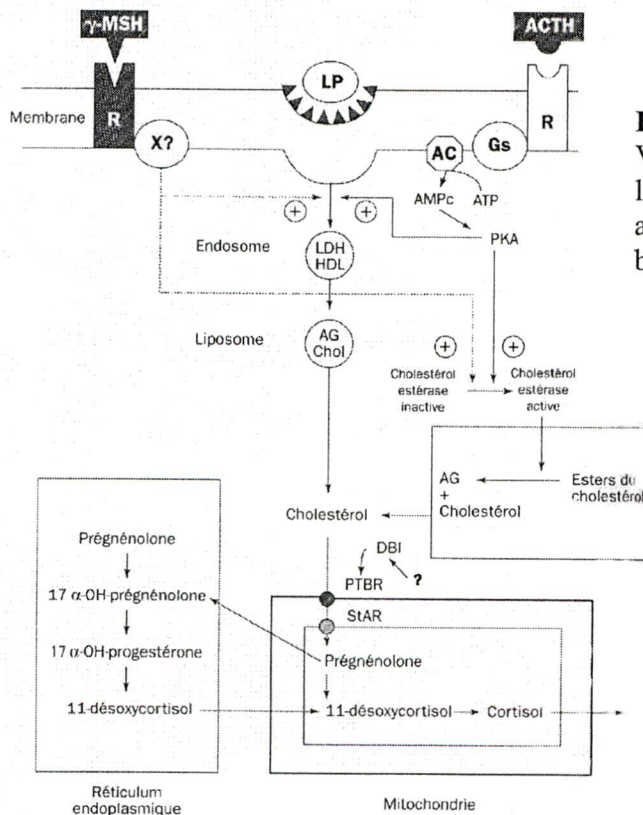 γ-MSH
ACTH
LP
Membrane
R
R
X?
AC
Gs
AMPc
ATP
+
+
PKA
Endosome
LDH
HDL
Liposome
AG
Chol
+
+
Cholestérol
estérase
inactive
Cholestérol
estérase
active
AG
+
Cholestérol
Esters du
cholestérol
Cholestérol
DBI
PTBR
?
StAR
Prégnénolone
17 α-OH-prégnénolone
17 α-OH-progestérone
11-désoxycortisol
Prégnénolone
11-désoxycortisol
Cortisol
Réticulum
endoplasmique
Mitochondrie